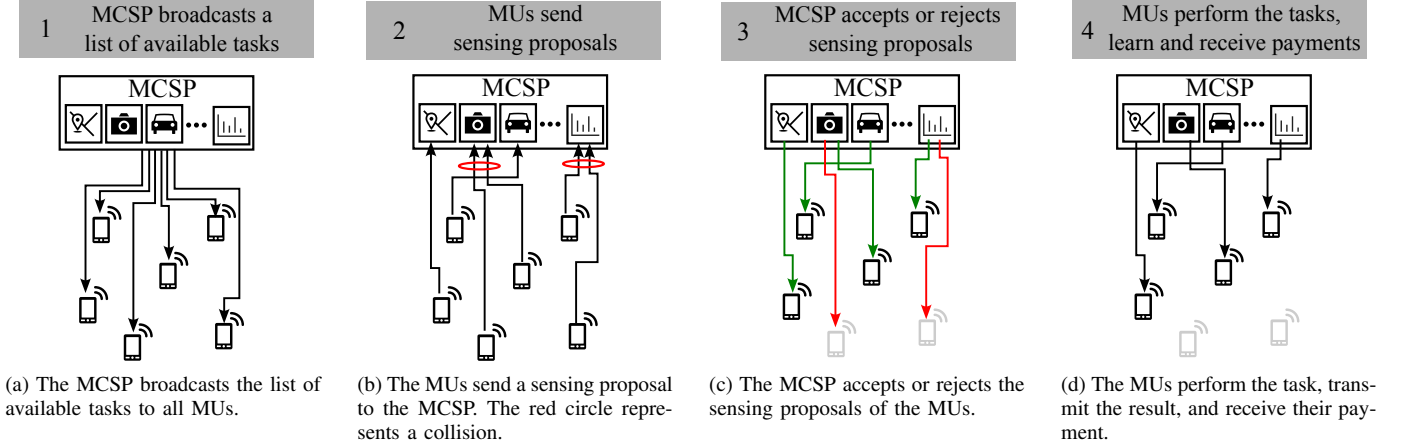 1
MCSP broadcasts a
list of available tasks
MCSP
(a) The MCSP broadcasts the list of
available tasks to all MUs.
2
MUs send
sensing proposals
MCSP
(b) The MUs send a sensing proposal
to the MCSP. The red circle repre-
sents a collision.
3
MCSP accepts or rejects
sensing proposals
MCSP
(c) The MCSP accepts or rejects the
sensing proposals of the MUs.
4
MUs perform the tasks,
learn and receive payments
MCSP
(d) The MUs perform the task, trans-
mit the result, and receive their pay-
ment.